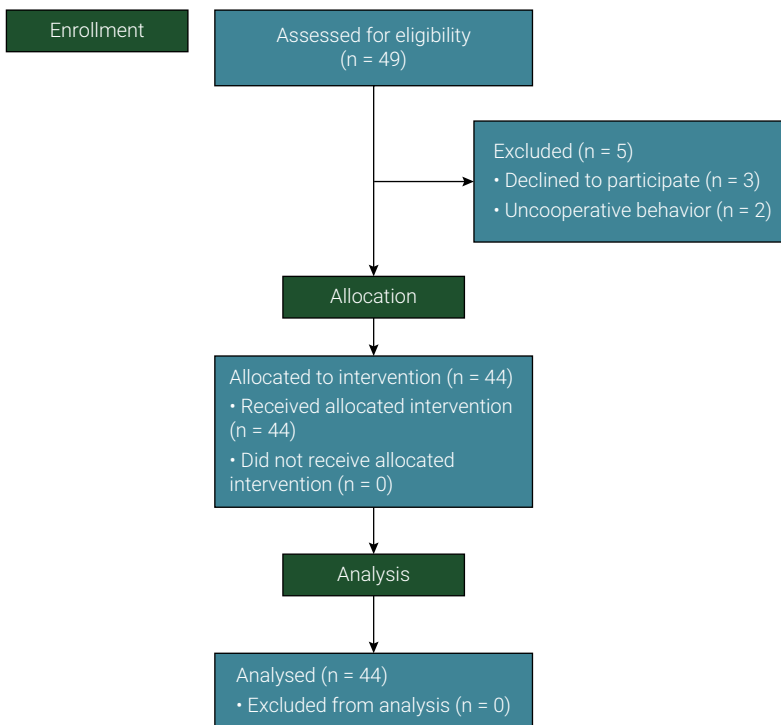 Enrollment
Assessed for eligibility
(n = 49)
Excluded (n = 5)
• Declined to participate (n = 3)
• Uncooperative behavior (n = 2)
Allocation
Allocated to intervention (n = 44)
• Received allocated intervention
(n = 44)
• Did not receive allocated
intervention (n = 0)
Analysis
Analysed (n = 44)
• Excluded from analysis (n = 0)